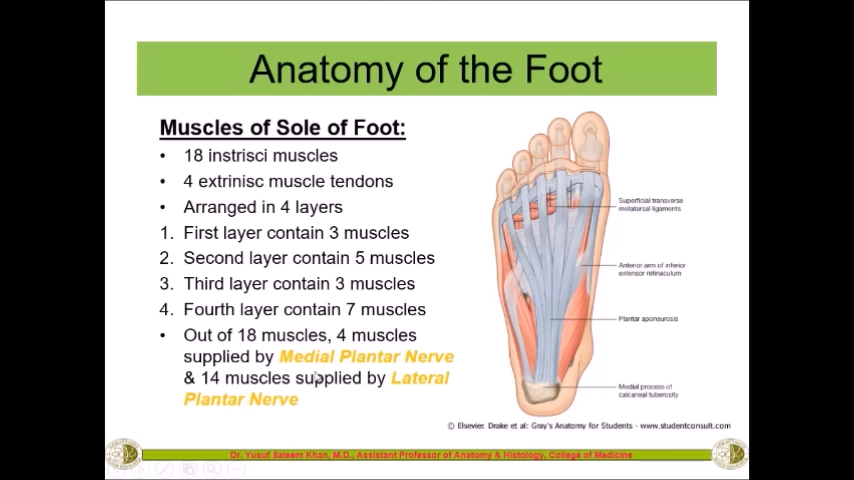 Anatomy of the Foot
Muscles of Sole of Foot:
• 18 instrisci muscles
• 4 extrinisc muscle tendons
• Arranged in 4 layers
1. First layer contain 3 muscles
2. Second layer contain 5 muscles
3. Third layer contain 3 muscles
4. Fourth layer contain 7 muscles
• Out of 18 muscles, 4 muscles
supplied by Medial Plantar Nerve
& 14 muscles supplied by Lateral
Plantar Nerve
Superficial transverse
metatarsal ligaments
Anterior arm of inferior
extensor retinaculum
Plantar aponeurosis
Medial process of
calcaneal tuberosity
© Elsevier. Drake et al: Gray's Anatomy for Students - www.studentconsult.com
Dr. Yusuf Saleem Khan, M.D., Assistant Professor of Anatomy & Histology, College of Medicine